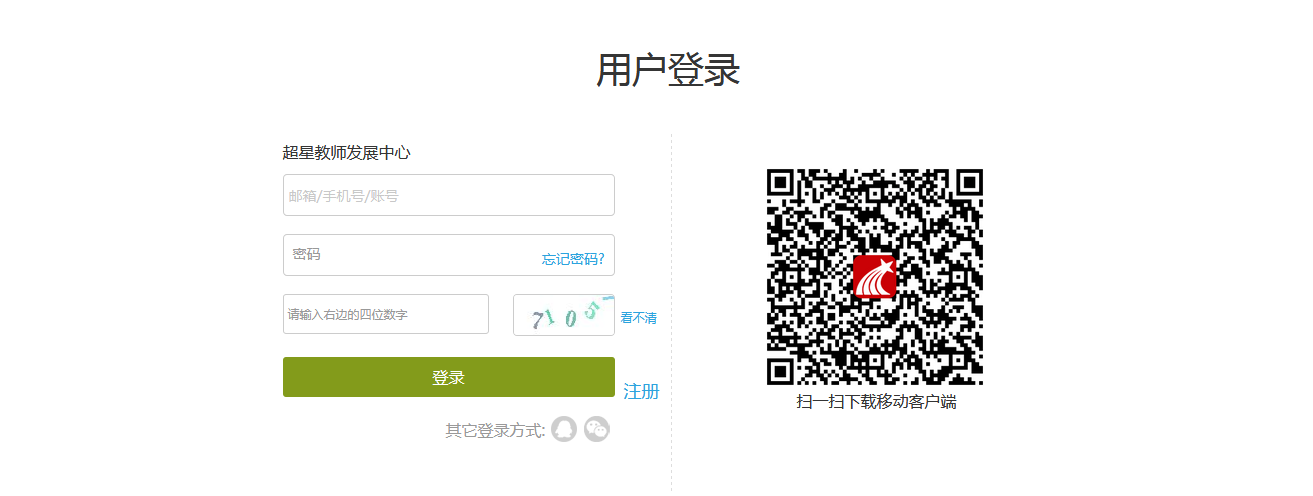 用户登录
超星教师发展中心
邮箱/手机号/账号
密码
忘记密码?
请输入右边的四位数字
7105
看不清
登录
注册
其它登录方式:
扫一扫下载移动客户端